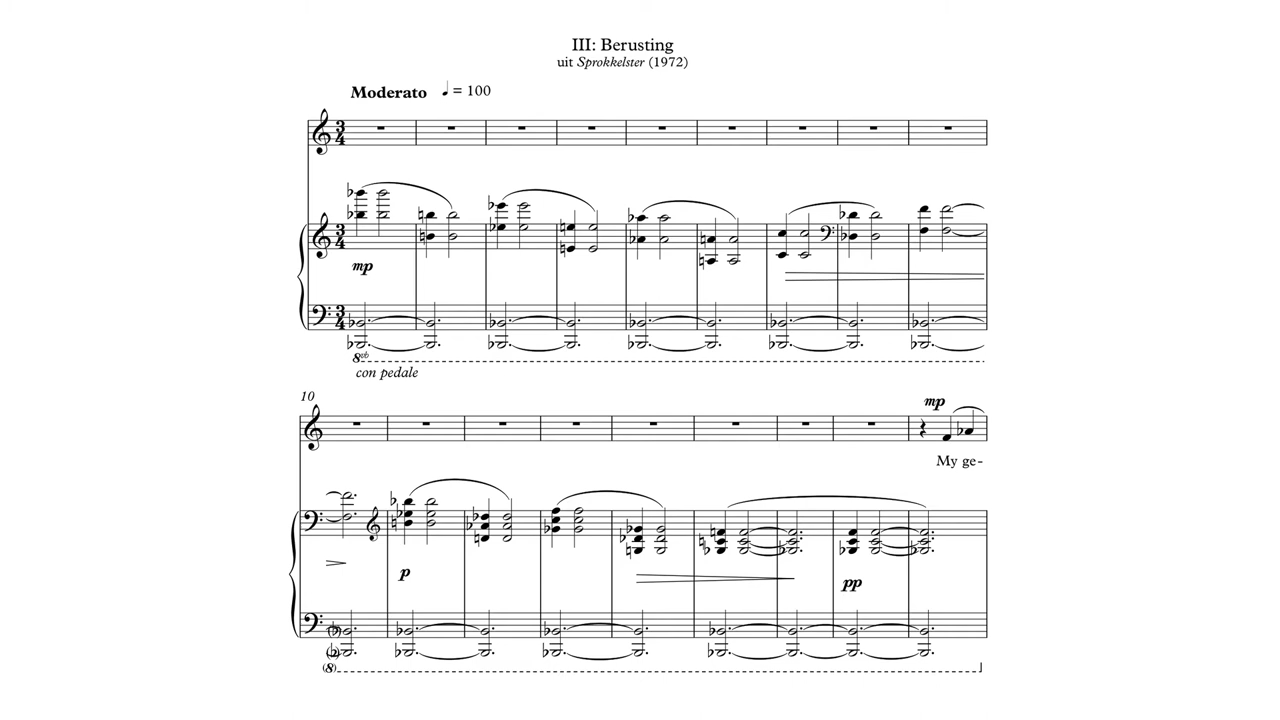 III: Berusting
uit Sprokkelster (1972)
Moderato ♩ = 100
mp
8vb
con pedale
10
mp
My ge-
p
pp
(8)